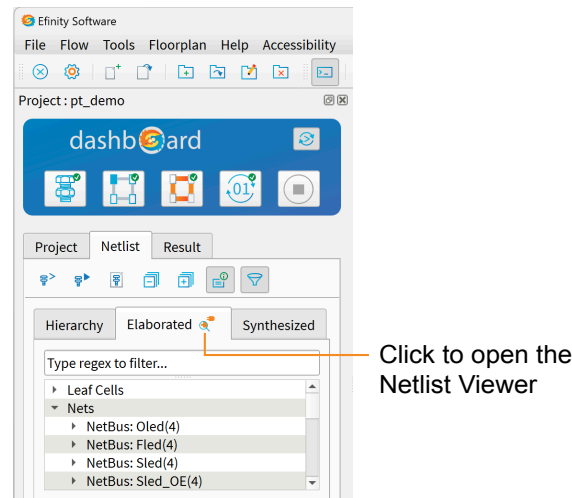 Efinity Software
File Flow Tools Floorplan Help Accessibility
Project : pt_demo
dashboard
01
Project Netlist Result
Hierarchy Elaborated Synthesized
Type regex to filter...
Leaf Cells
Nets
NetBus: Oled(4)
NetBus: Fled(4)
NetBus: Sled(4)
NetBus: Sled_OE(4)
Click to open the
Netlist Viewer